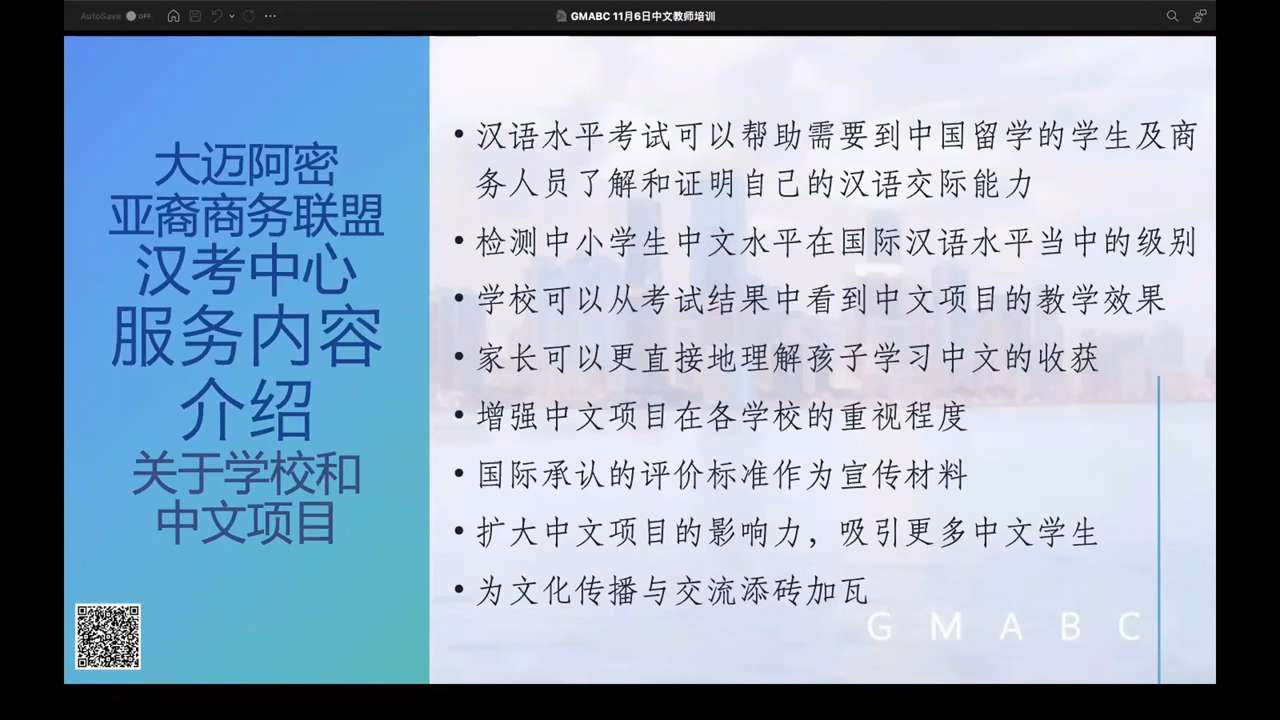 AutoSave OFF
GMABC 11月6日中文教师培训
大迈阿密
亚裔商务联盟
汉考中心
服务内容
介绍
关于学校和
中文项目
• 汉语水平考试可以帮助需要到中国留学的学生及商
务人员了解和证明自己的汉语交际能力
• 检测中小学生中文水平在国际汉语水平当中的级别
• 学校可以从考试结果中看到中文项目的教学效果
• 家长可以更直接地理解孩子学习中文的收获
• 增强中文项目在各学校的重视程度
• 国际承认的评价标准作为宣传材料
• 扩大中文项目的影响力，吸引更多中文学生
• 为文化传播与交流添砖加瓦
G M A B C